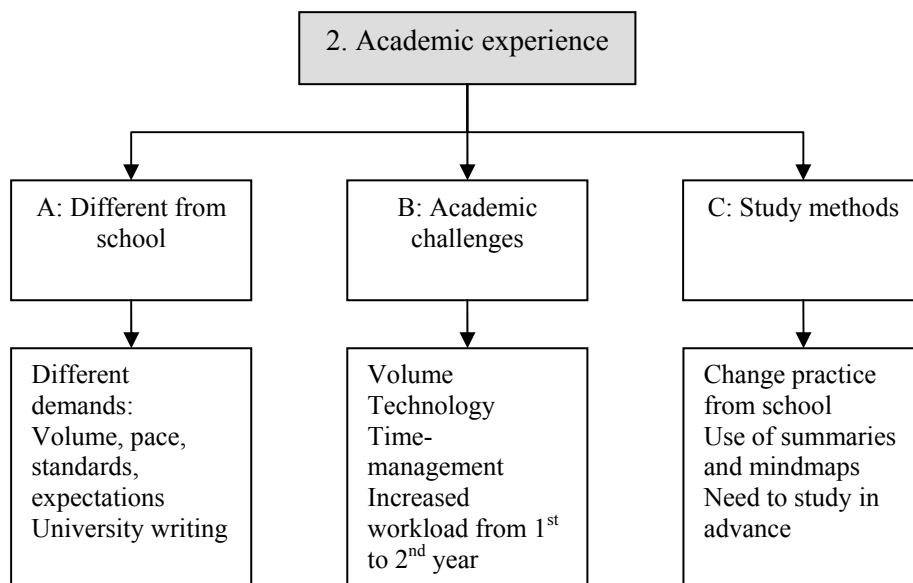 2. Academic experience
A: Different from
school
B: Academic
challenges
C: Study methods
Different
demands:
Volume, pace,
standards,
expectations
University writing
Volume
Technology
Time-
management
Increased
workload from 1st
to 2nd year
Change practice
from school
Use of summaries
and mindmaps
Need to study in
advance